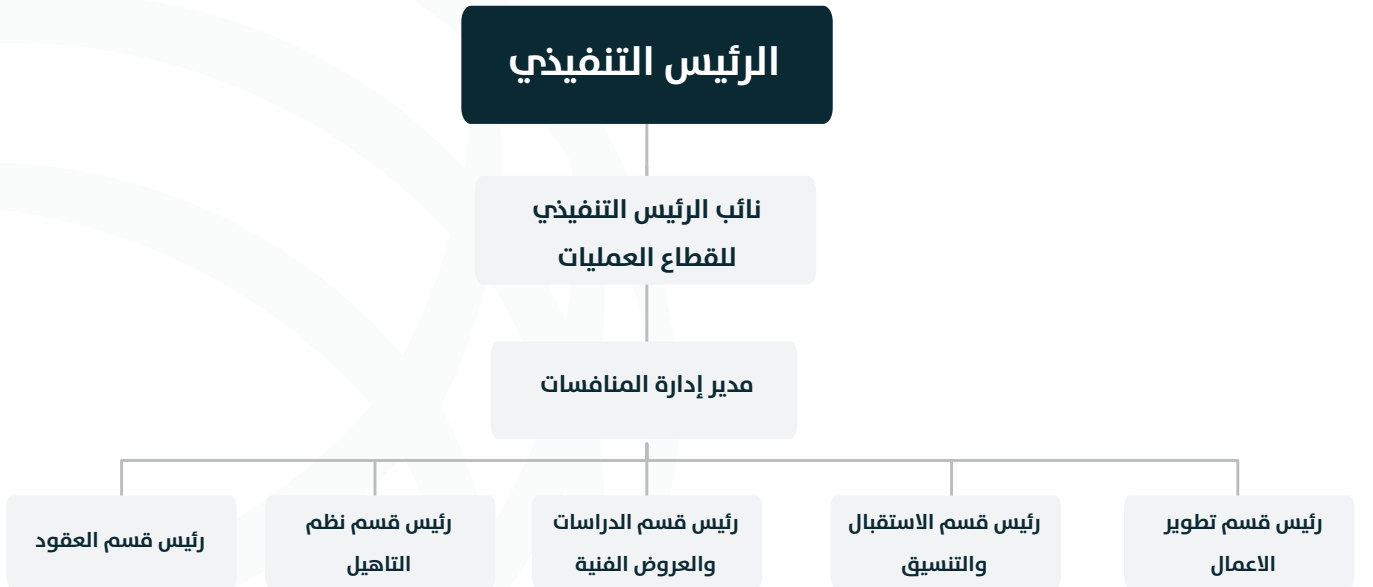 الرئيس التنفيذي
نائب الرئيس التنفيذي
للقطاع العمليات
مدير إدارة المنافسات
رئيس قسم تطوير
الاعمال
رئيس قسم الاستقبال
والتنسيق
رئيس قسم الدراسات
والعروض الفنية
رئيس قسم نظم
التاهيل
رئيس قسم العقود